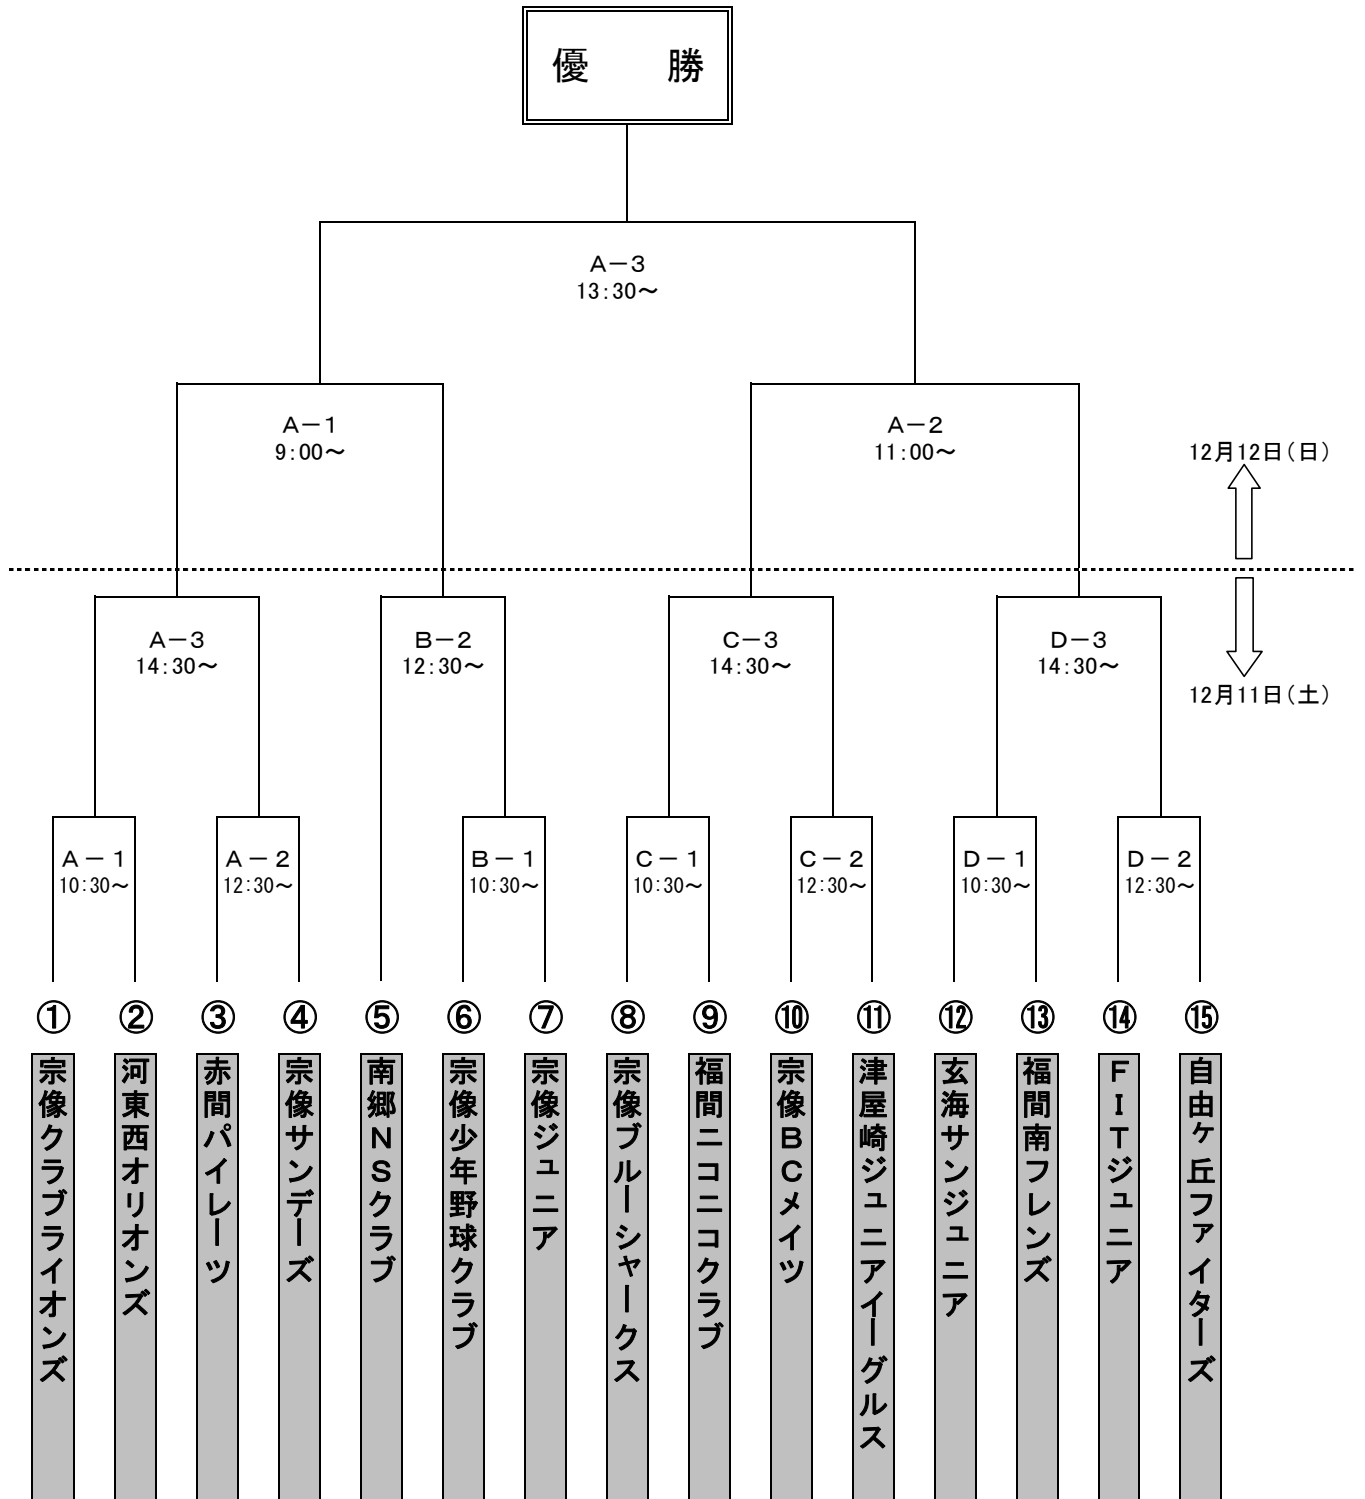 優　勝
A－3
13:30～
A－1
9:00～
A－2
11:00～
12月12日(日)
A－3
14:30～
B－2
12:30～
C－3
14:30～
D－3
14:30～
12月11日(土)
A－1
10:30～
A－2
12:30～
B－1
10:30～
C－1
10:30～
C－2
12:30～
D－1
10:30～
D－2
12:30～
①
②
③
④
⑤
⑥
⑦
⑧
⑨
⑩
⑪
⑫
⑬
⑭
⑮
宗像クラブライオンズ
河東西オリオンズ
赤間パイレーツ
宗像サンデーズ
南郷NSクラブ
宗像少年野球クラブ
宗像ジュニア
宗像ブルーシャークス
福間ニコニコクラブ
宗像BCメイツ
津屋崎ジュニアイーグルス
玄海サンジュニア
福間南フレンズ
FITジュニア
自由ケ丘ファイターズ